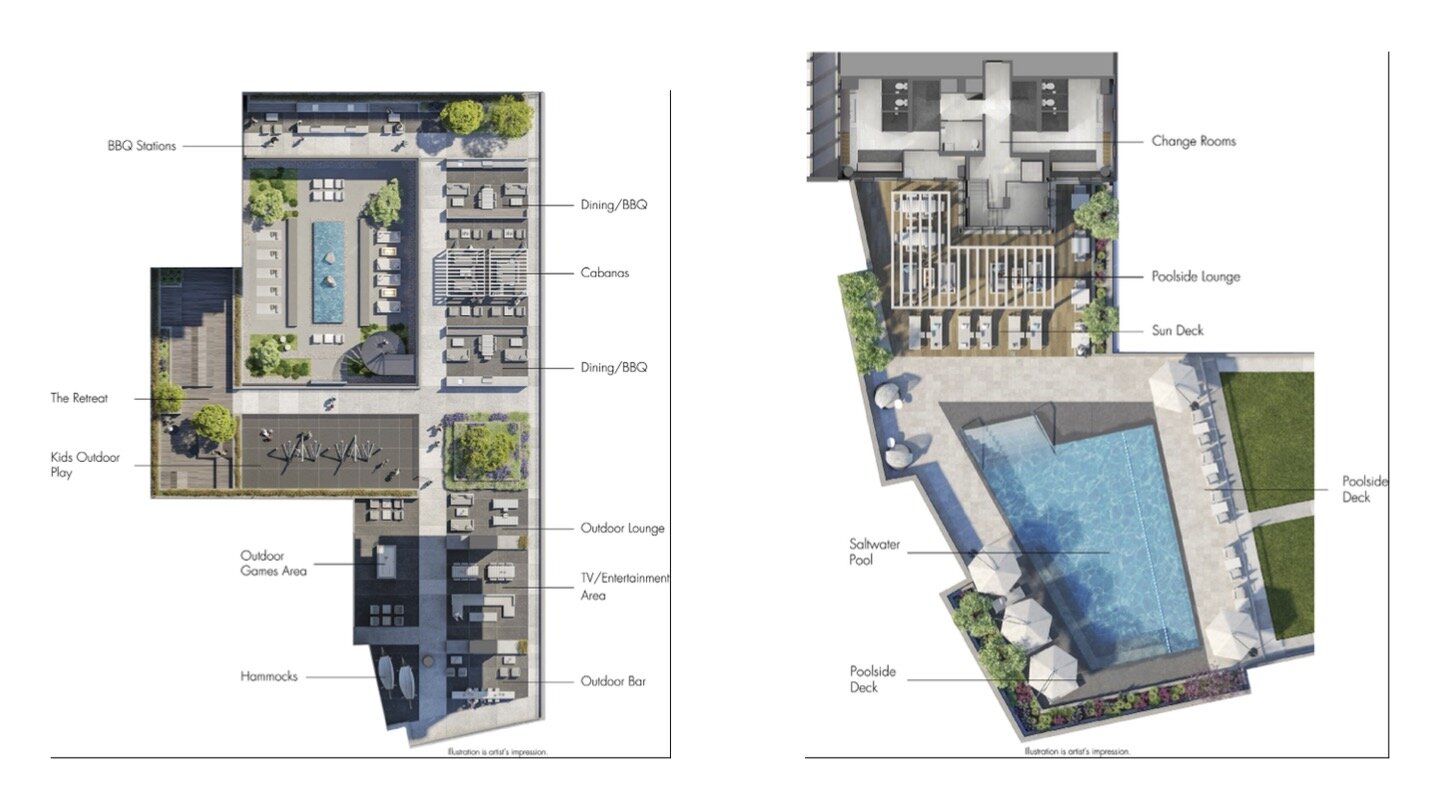 BBQ Stations
Dining/BBQ
Cabanas
Dining/BBQ
The Retreat
Kids Outdoor
Play
Outdoor Lounge
Outdoor
Games Area
TV/Entertainment
Area
Hammocks
Outdoor Bar
Illustration is artist's impression.
Change Rooms
Poolside Lounge
Sun Deck
Poolside
Deck
Saltwater
Pool
Poolside
Deck
Illustration is artist's impression.